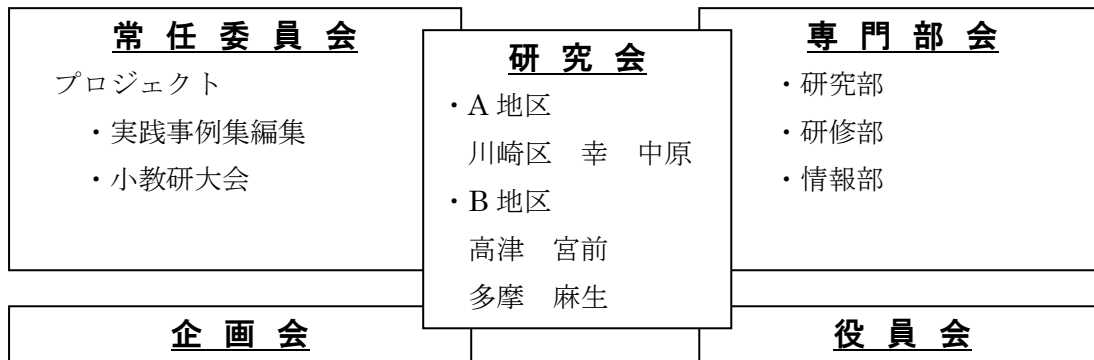 常 任 委 員 会
プロジェクト
・実践事例集編集
・小教研大会
研 究 会
・A 地区
川崎区　幸　中原
・B 地区
高津　宮前
多摩　麻生
専 門 部 会
・研究部
・研修部
・情報部
企 画 会
役 員 会